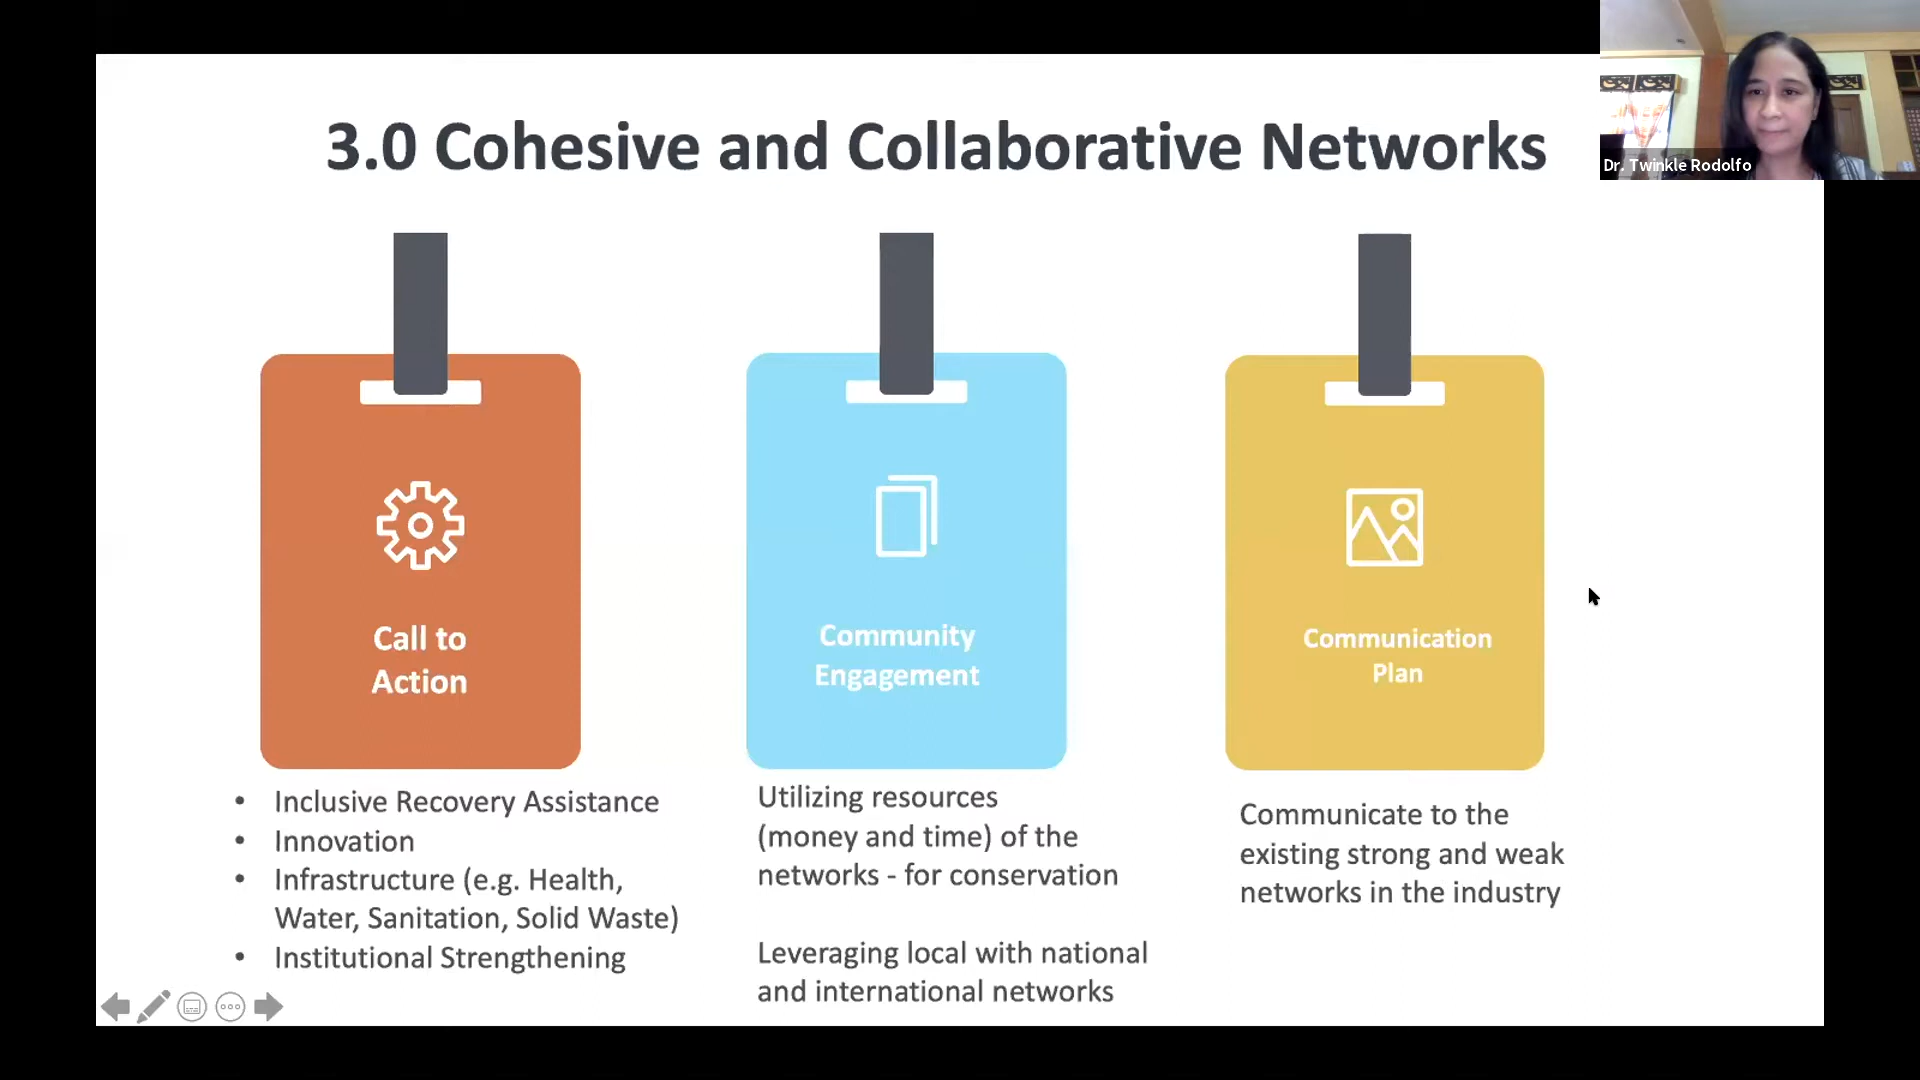 3.0 Cohesive and Collaborative Networks
Dr. Twinkle Rodolfo
Call to
Action
• Inclusive Recovery Assistance
• Innovation
• Infrastructure (e.g. Health,
Water, Sanitation, Solid Waste)
• Institutional Strengthening
Community
Engagement
Utilizing resources
(money and time) of the
networks - for conservation
Leveraging local with national
and international networks
Communication
Plan
Communicate to the
existing strong and weak
networks in the industry